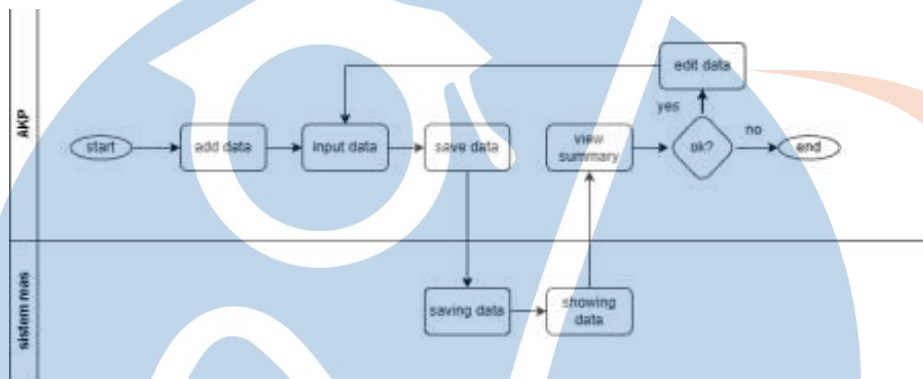 AKP
start
add data
input data
save data
view
summary
ok?
yes
no
edit data
end
sistem mas
saving data
showing
data